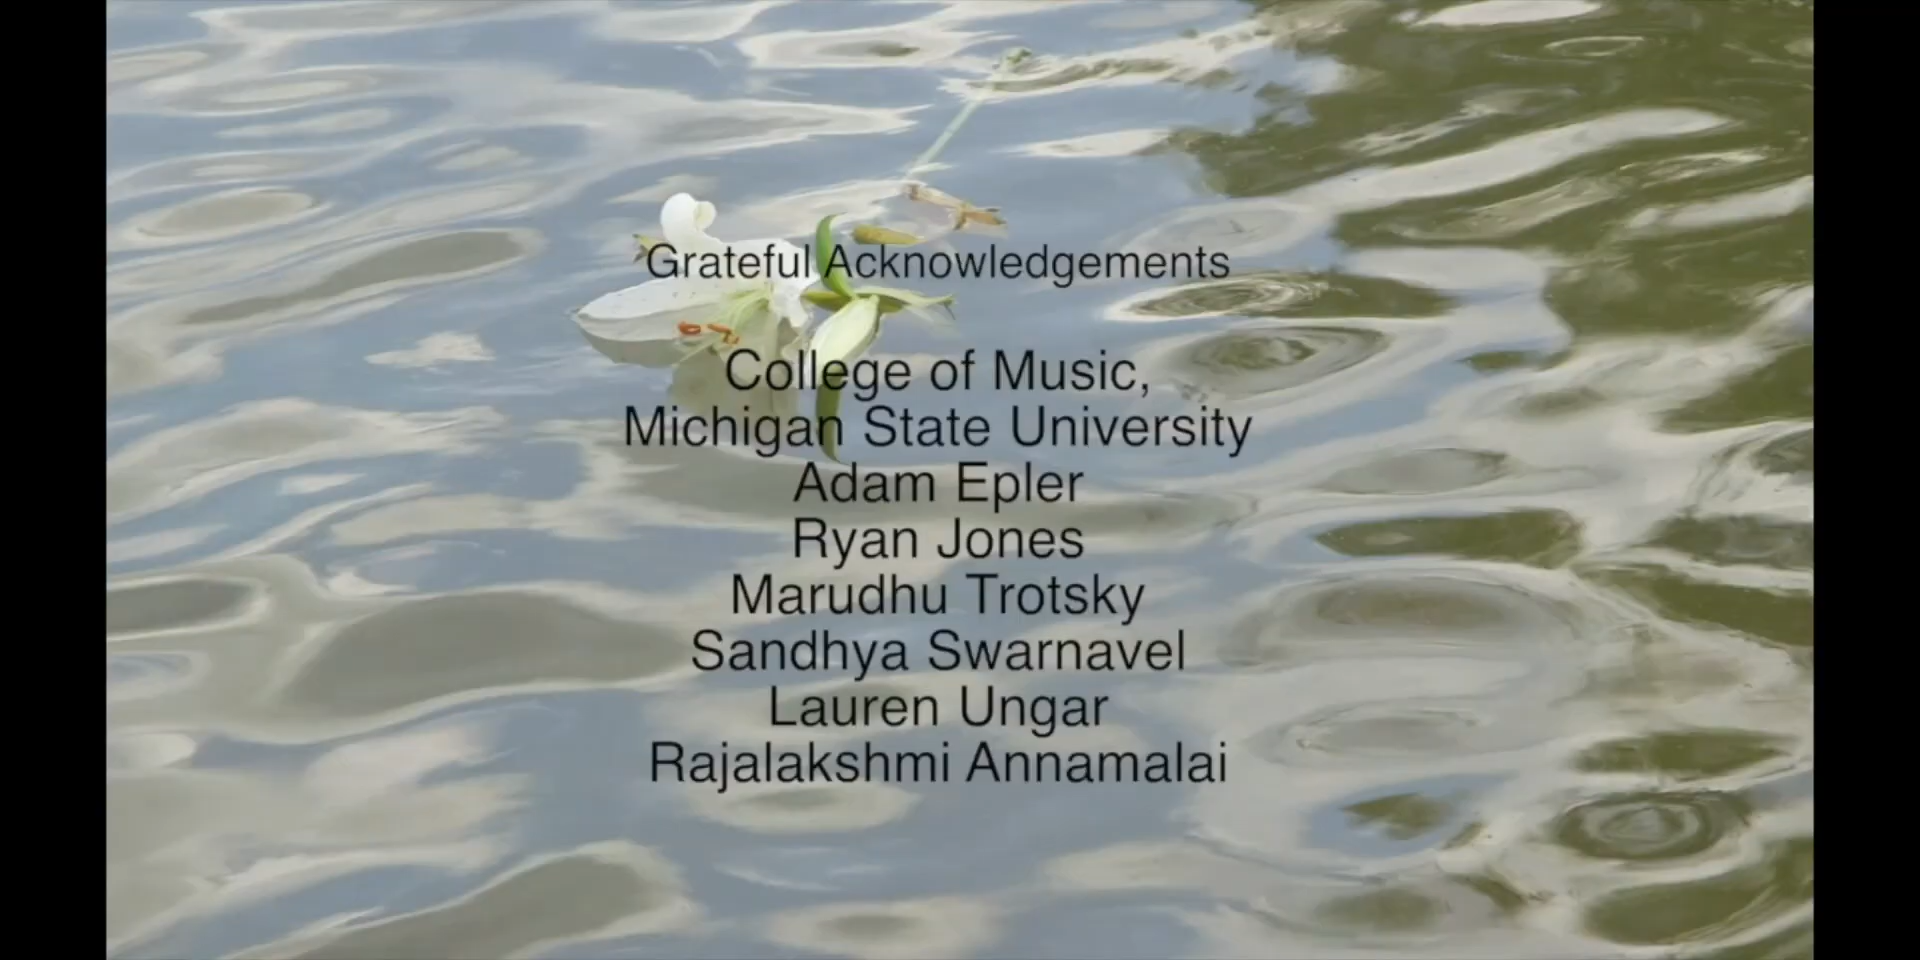 Grateful Acknowledgements
College of Music,
Michigan State University
Adam Epler
Ryan Jones
Marudhu Trotsky
Sandhya Swarnavel
Lauren Ungar
Rajalakshmi Annamalai